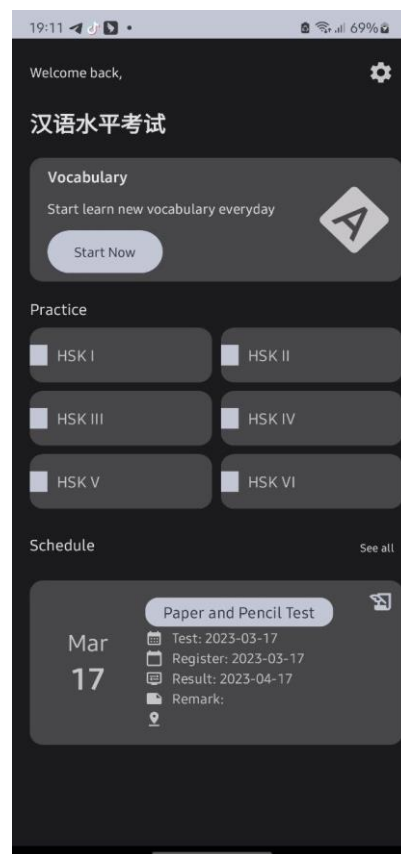 19:11 69%
Welcome back,
汉语水平考试
Vocabulary
Start learn new vocabulary everyday
A
Start Now
Practice
HSK I HSK II
HSK III HSK IV
HSK V HSK VI
Schedule See all
Paper and Pencil Test
Mar
17
Test: 2023-03-17
Register: 2023-03-17
Result: 2023-04-17
Remark: